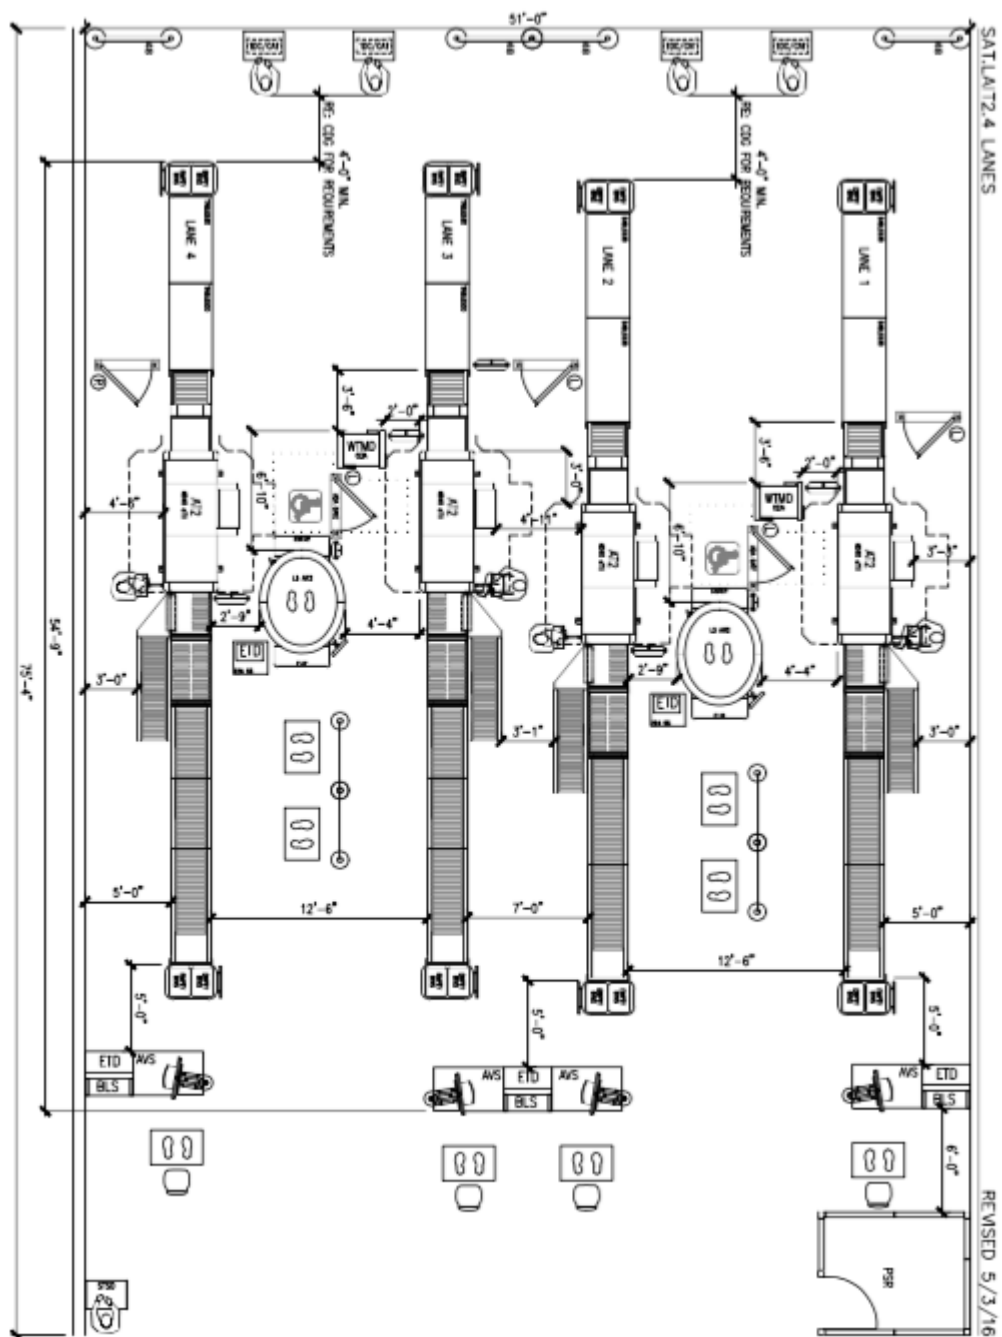 51'-0"
SAT.LAIT2.4 LANES
4'-0" MIN.
RE: CDG FOR REQUIREMENTS
4'-0" MIN.
RE: CDG FOR REQUIREMENTS
LANE 4
LANE 3
LANE 2
LANE 1
3'-6"
2'-0"
WTMD
3'-6"
2'-0"
WTMD
3'-0"
6'-10"
6'-10"
4'-6"
AT2
AT2
4'-11"
AT2
AT2
L
L
R
L
L
2'-9"
4'-4"
ETD
2'-9"
4'-4"
ETD
3'-0"
3'-1"
3'-0"
54'-9"
75'-4"
5'-0"
12'-6"
7'-0"
5'-0"
12'-6"
5'-0"
5'-0"
5'-0"
ETD
BLS
AVS
AVS
ETD
BLS
AVS
AVS
ETD
BLS
6'-0"
PSR
REVISED 5/3/16